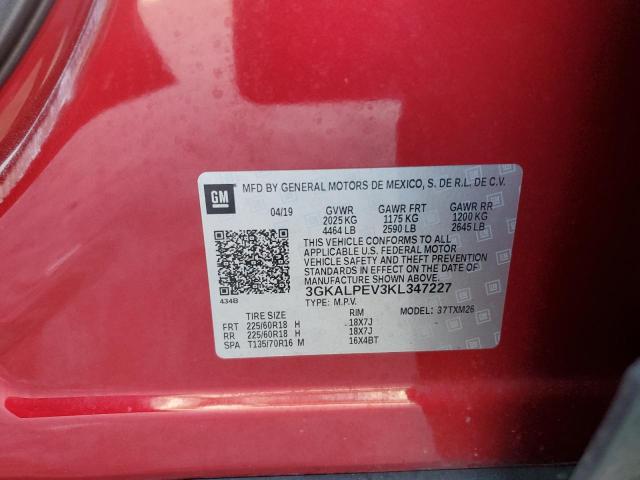 GM
MFD BY GENERAL MOTORS DE MEXICO, S. DE R.L. DE C.V.
04/19 GVWR GAWR FRT GAWR RR
2025 KG 1175 KG 1200 KG
4464 LB 2590 LB 2645 LB
THIS VEHICLE CONFORMS TO ALL
APPLICABLE U.S. FEDERAL MOTOR
VEHICLE SAFETY AND THEFT PREVENTION
STANDARDS IN EFFECT ON THE DATE OF
MANUFACTURE SHOWN ABOVE.
3GKALPEV3KL347227
434B
TYPE: M.P.V. MODEL: 37TXM26
TIRE SIZE RIM
FRT 225/60R18 H 18X7J
RR 225/60R18 H 18X7J
SPA T135/70R16 M 16X4BT